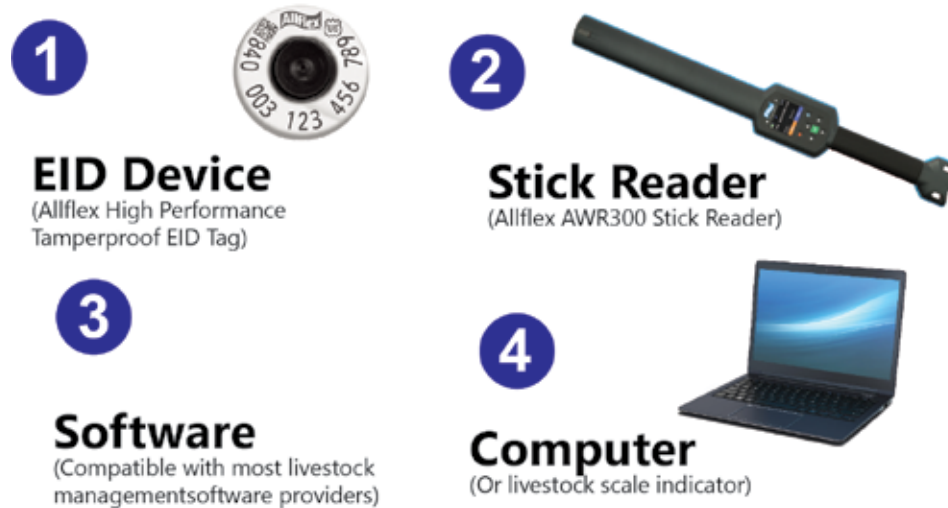 1
Allflex
840
003
123
456
789
EID Device
(Allflex High Performance
Tamperproof EID Tag)
2
Stick Reader
(Allflex AWR300 Stick Reader)
3
Software
(Compatible with most livestock
managementsoftware providers)
4
Computer
(Or livestock scale indicator)